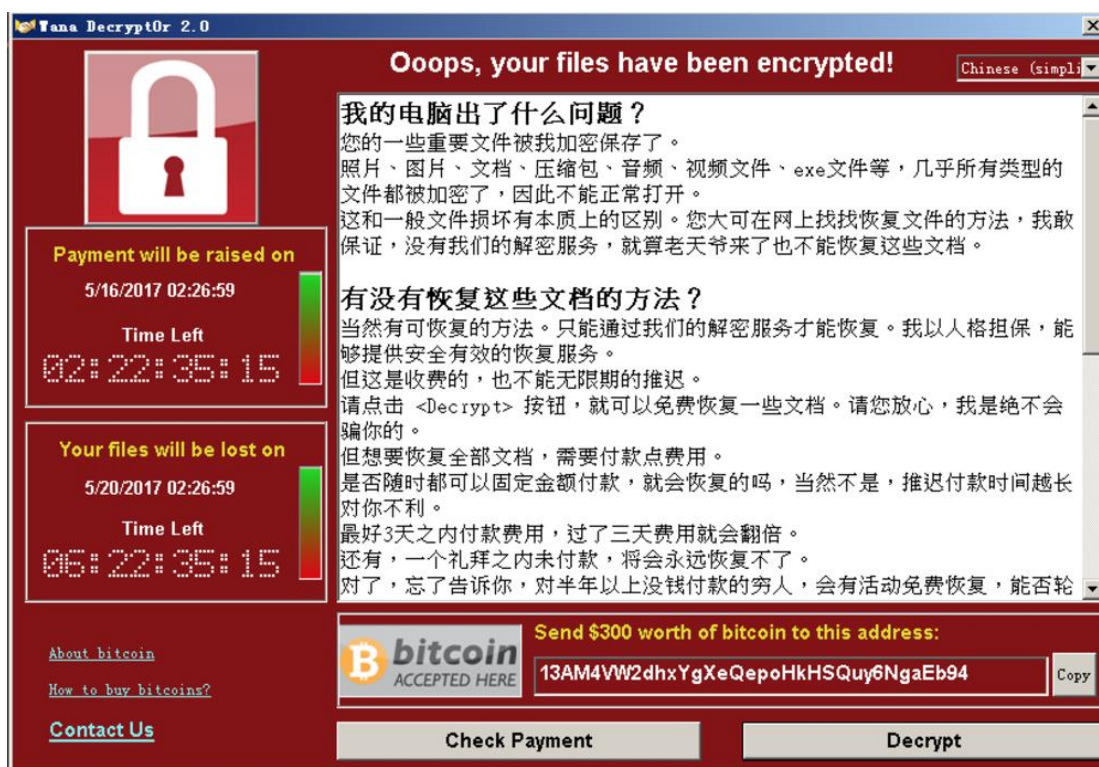 Wana Decrypt0r 2.0
Ooops, your files have been encrypted!
Chinese (simpli
我的电脑出了什么问题？
您的一些重要文件被我加密保存了。
照片、图片、文档、压缩包、音频、视频文件、exe文件等，几乎所有类型的
文件都被加密了，因此不能正常打开。
这和一般文件损坏有本质上的区别。您大可在网上找找恢复文件的方法，我敢
保证，没有我们的解密服务，就算老天爷来了也不能恢复这些文档。
有没有恢复这些文档的方法？
当然有可恢复的方法。只能通过我们的解密服务才能恢复。我以人格担保，能
够提供安全有效的恢复服务。
但这是收费的，也不能无限期的推迟。
请点击 <Decrypt> 按钮，就可以免费恢复一些文档。请您放心，我是绝不会
骗你的。
但想要恢复全部文档，需要付款点费用。
是否随时都可以固定金额付款，就会恢复的吗，当然不是，推迟付款时间越长
对你不利。
最好3天之内付款费用，过了三天费用就会翻倍。
还有，一个礼拜之内未付款，将会永远恢复不了。
对了，忘了告诉你，对半年以上没钱付款的穷人，会有活动免费恢复，能否轮
Payment will be raised on
5/16/2017 02:26:59
Time Left
02:22:35:15
Your files will be lost on
5/20/2017 02:26:59
Time Left
06:22:35:15
About bitcoin
How to buy bitcoins?
Contact Us
bitcoin
ACCEPTED HERE
Send $300 worth of bitcoin to this address:
13AM4VW2dhxYgXeQepoHkHSQuy6NgaEb94
Copy
Check Payment
Decrypt